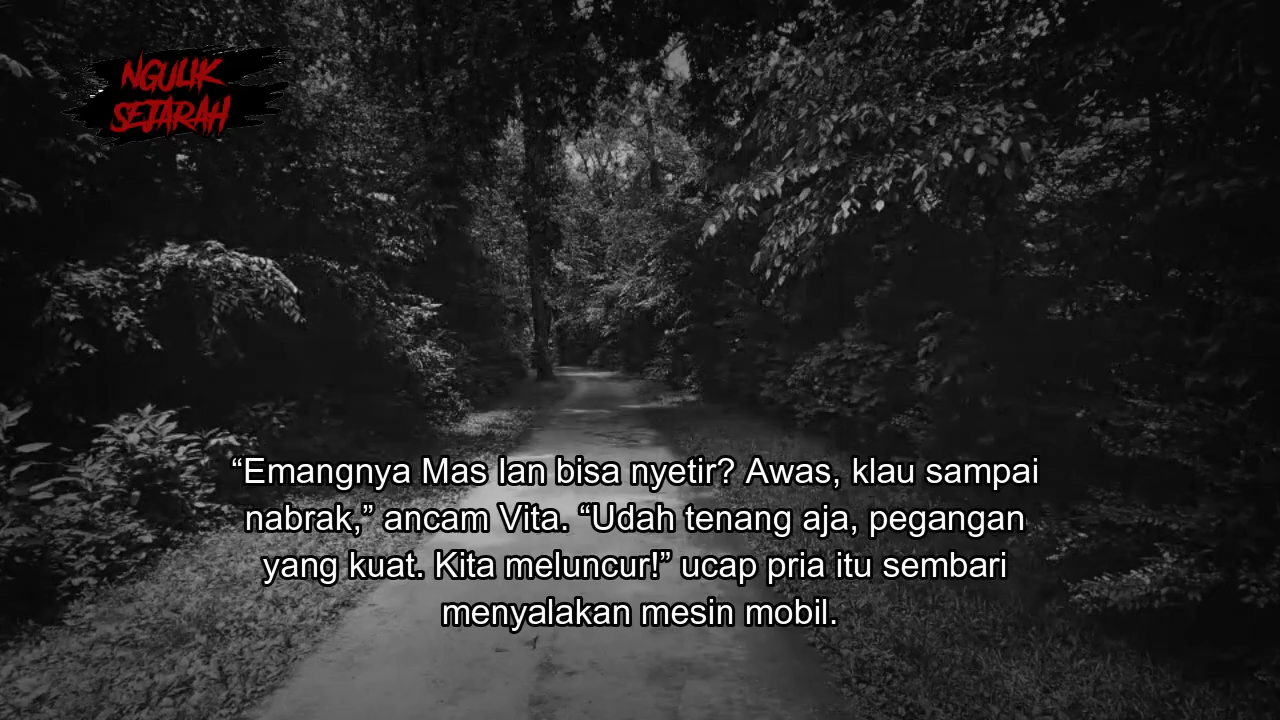 NGULIK
SEJARAH
“Emangnya Mas Ian bisa nyetir? Awas, klau sampai
nabrak,” ancam Vita. “Udah tenang aja, pegangan
yang kuat. Kita meluncur!” ucap pria itu sembari
menyalakan mesin mobil.